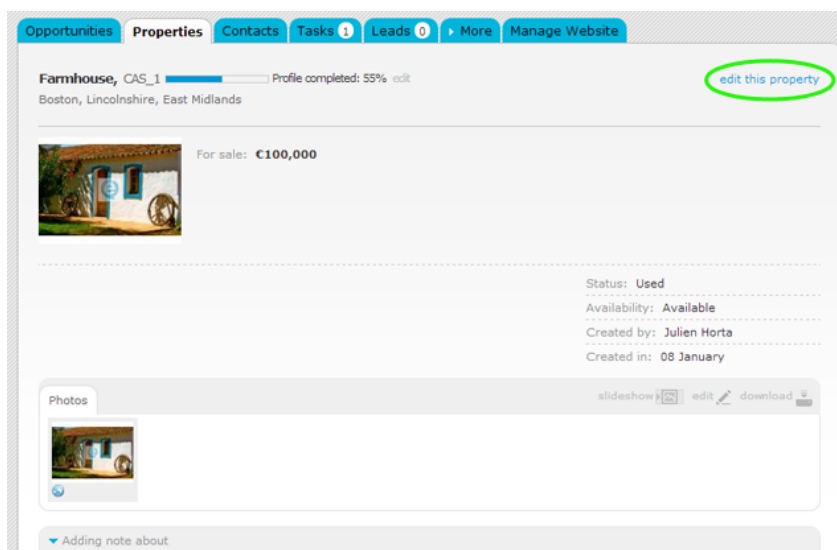 Opportunities Properties Contacts Tasks 1 Leads 0 More Manage Website
Farmhouse, CAS_1 Profile completed: 55% edit edit this property
Boston, Lincolnshire, East Midlands
For sale: €100,000
Status: Used
Availability: Available
Created by: Julien Horta
Created in: 08 January
Photos slideshow edit download
Adding note about